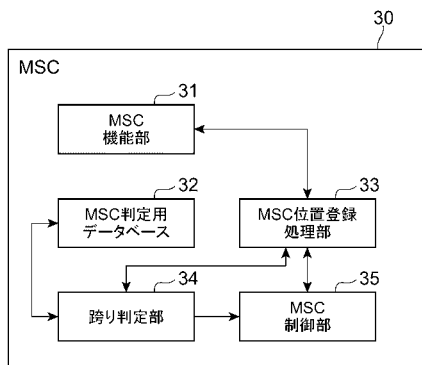 30
MSC
31
MSC
機能部
32
MSC判定用
データベース
33
MSC位置登録
処理部
34
跨り判定部
35
MSC
制御部